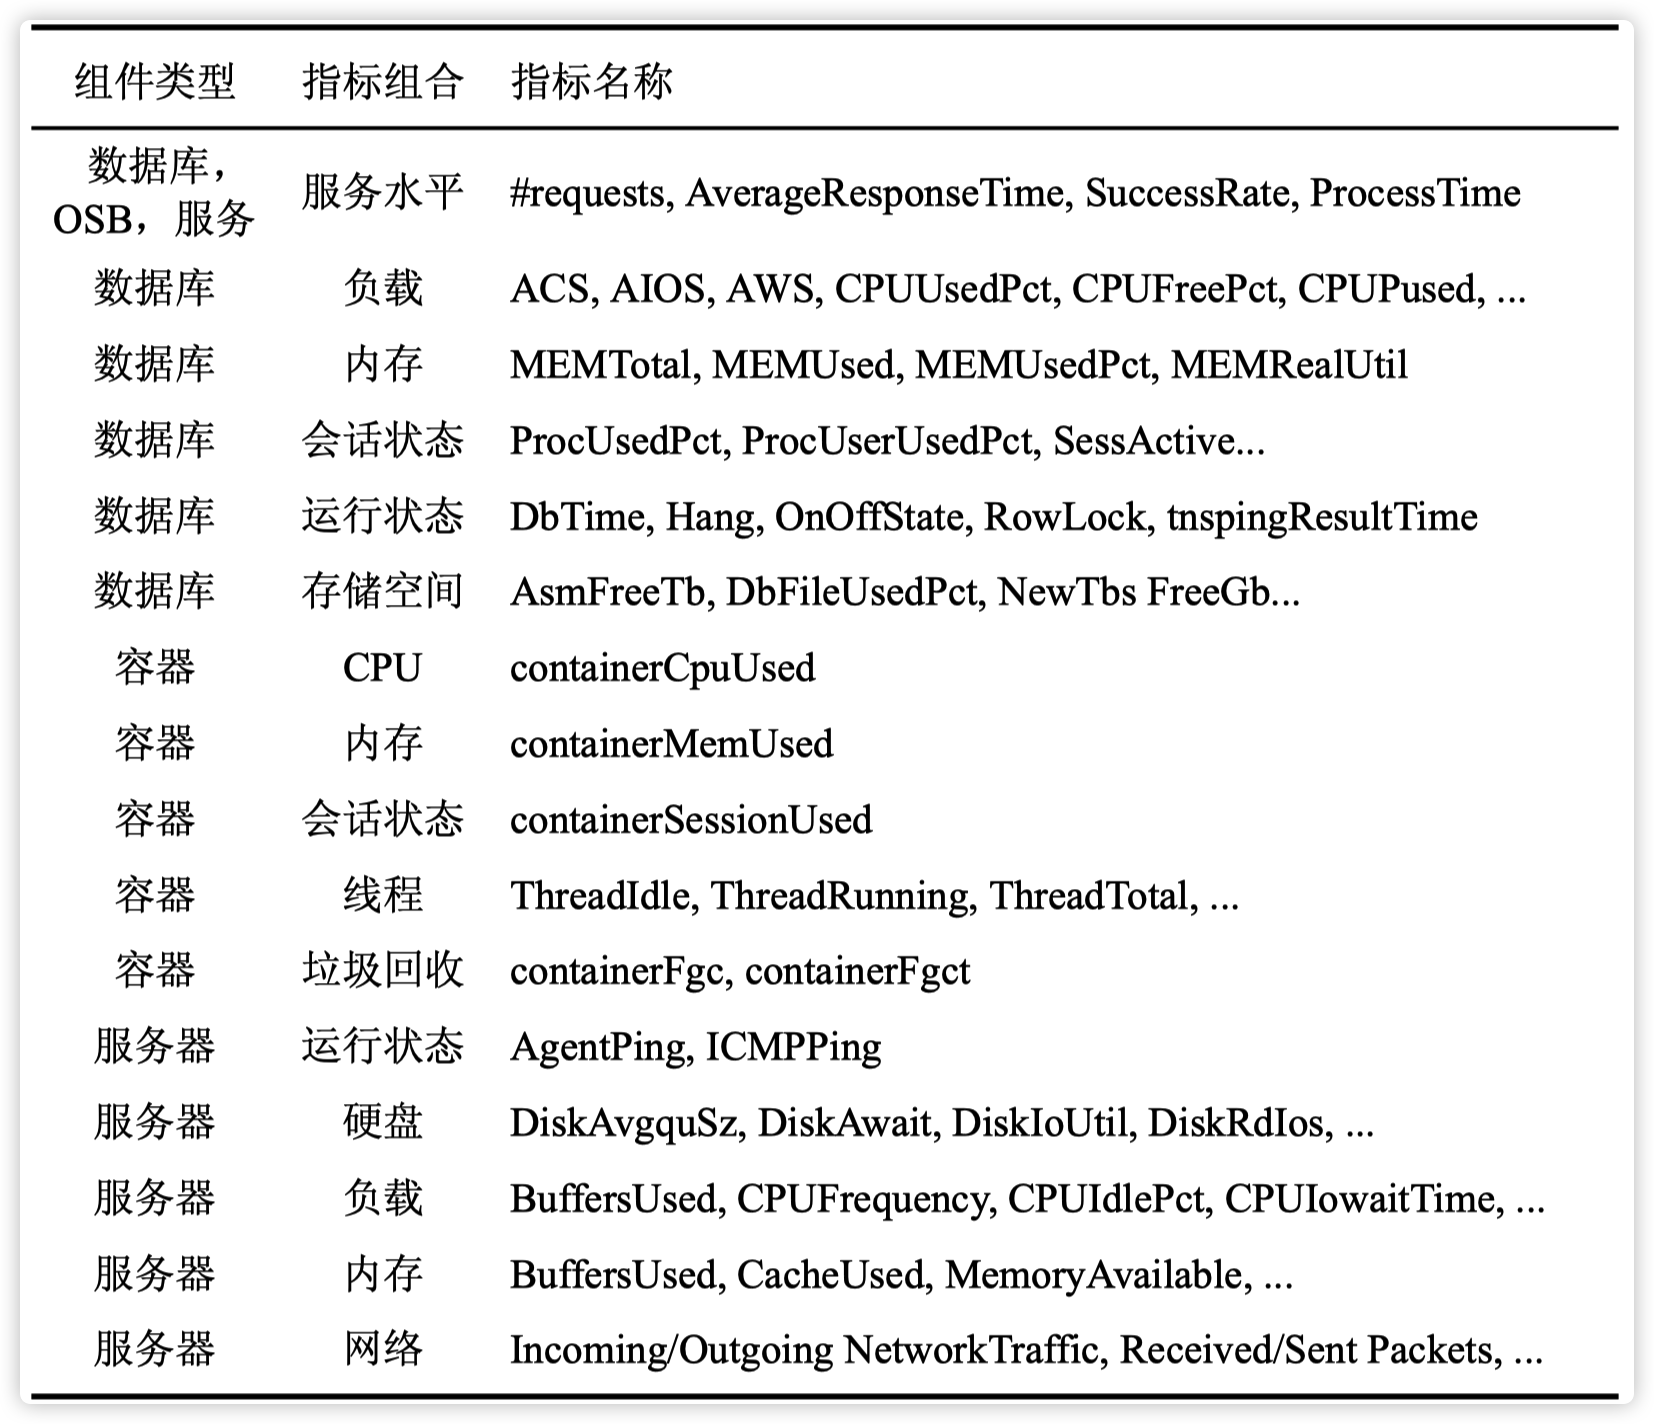 组件类型 指标组合 指标名称
数据库，
OSB，服务 服务水平 #requests, AverageResponseTime, SuccessRate, ProcessTime
数据库 负载 ACS, AIOS, AWS, CPUUsedPct, CPUFreePct, CPUPused, ...
数据库 内存 MEMTotal, MEMUsed, MEMUsedPct, MEMRealUtil
数据库 会话状态 ProcUsedPct, ProcUserUsedPct, SessActive...
数据库 运行状态 DbTime, Hang, OnOffState, RowLock, tnspingResultTime
数据库 存储空间 AsmFreeTb, DbFileUsedPct, NewTbs FreeGb...
容器 CPU containerCpuUsed
容器 内存 containerMemUsed
容器 会话状态 containerSessionUsed
容器 线程 ThreadIdle, ThreadRunning, ThreadTotal, ...
容器 垃圾回收 containerFgc, containerFgct
服务器 运行状态 AgentPing, ICMPPing
服务器 硬盘 DiskAvgquSz, DiskAwait, DiskIoUtil, DiskRdIos, ...
服务器 负载 BuffersUsed, CPUFrequency, CPUIdlePct, CPUIowaitTime, ...
服务器 内存 BuffersUsed, CacheUsed, MemoryAvailable, ...
服务器 网络 Incoming/Outgoing NetworkTraffic, Received/Sent Packets, ...